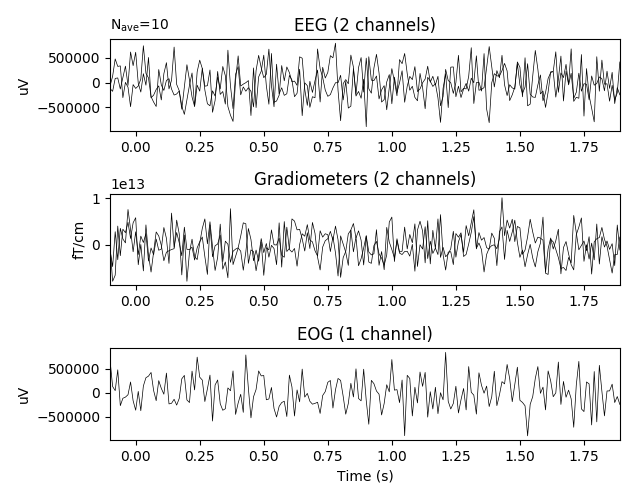 N_ave=10
EEG (2 channels)
uV
500000
0
−500000
0.00 0.25 0.50 0.75 1.00 1.25 1.50 1.75
1e13
Gradiometers (2 channels)
fT/cm
1
0
0.00 0.25 0.50 0.75 1.00 1.25 1.50 1.75
EOG (1 channel)
uV
500000
0
−500000
0.00 0.25 0.50 0.75 1.00 1.25 1.50 1.75
Time (s)